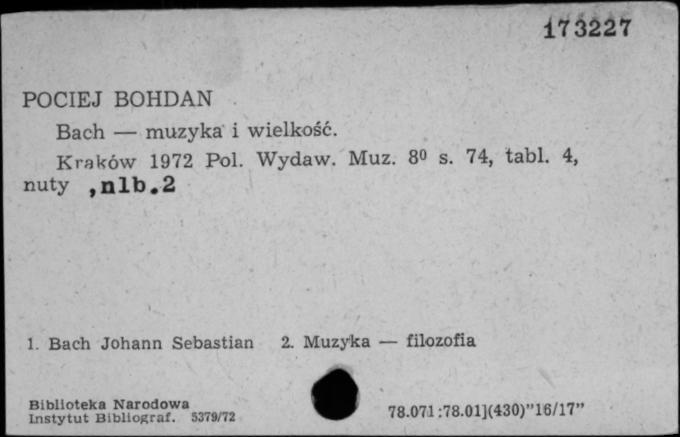 173227
POCIEJ BOHDAN
Bach — muzyka i wielkość.
Kraków 1972 Pol. Wydaw. Muz. 8⁰ s. 74, tabl. 4,
nuty ,nlb.2
1. Bach Johann Sebastian 2. Muzyka — filozofia
Biblioteka Narodowa
Instytut Bibliograf. 5379/72
78.071:78.01](430)"16/17"